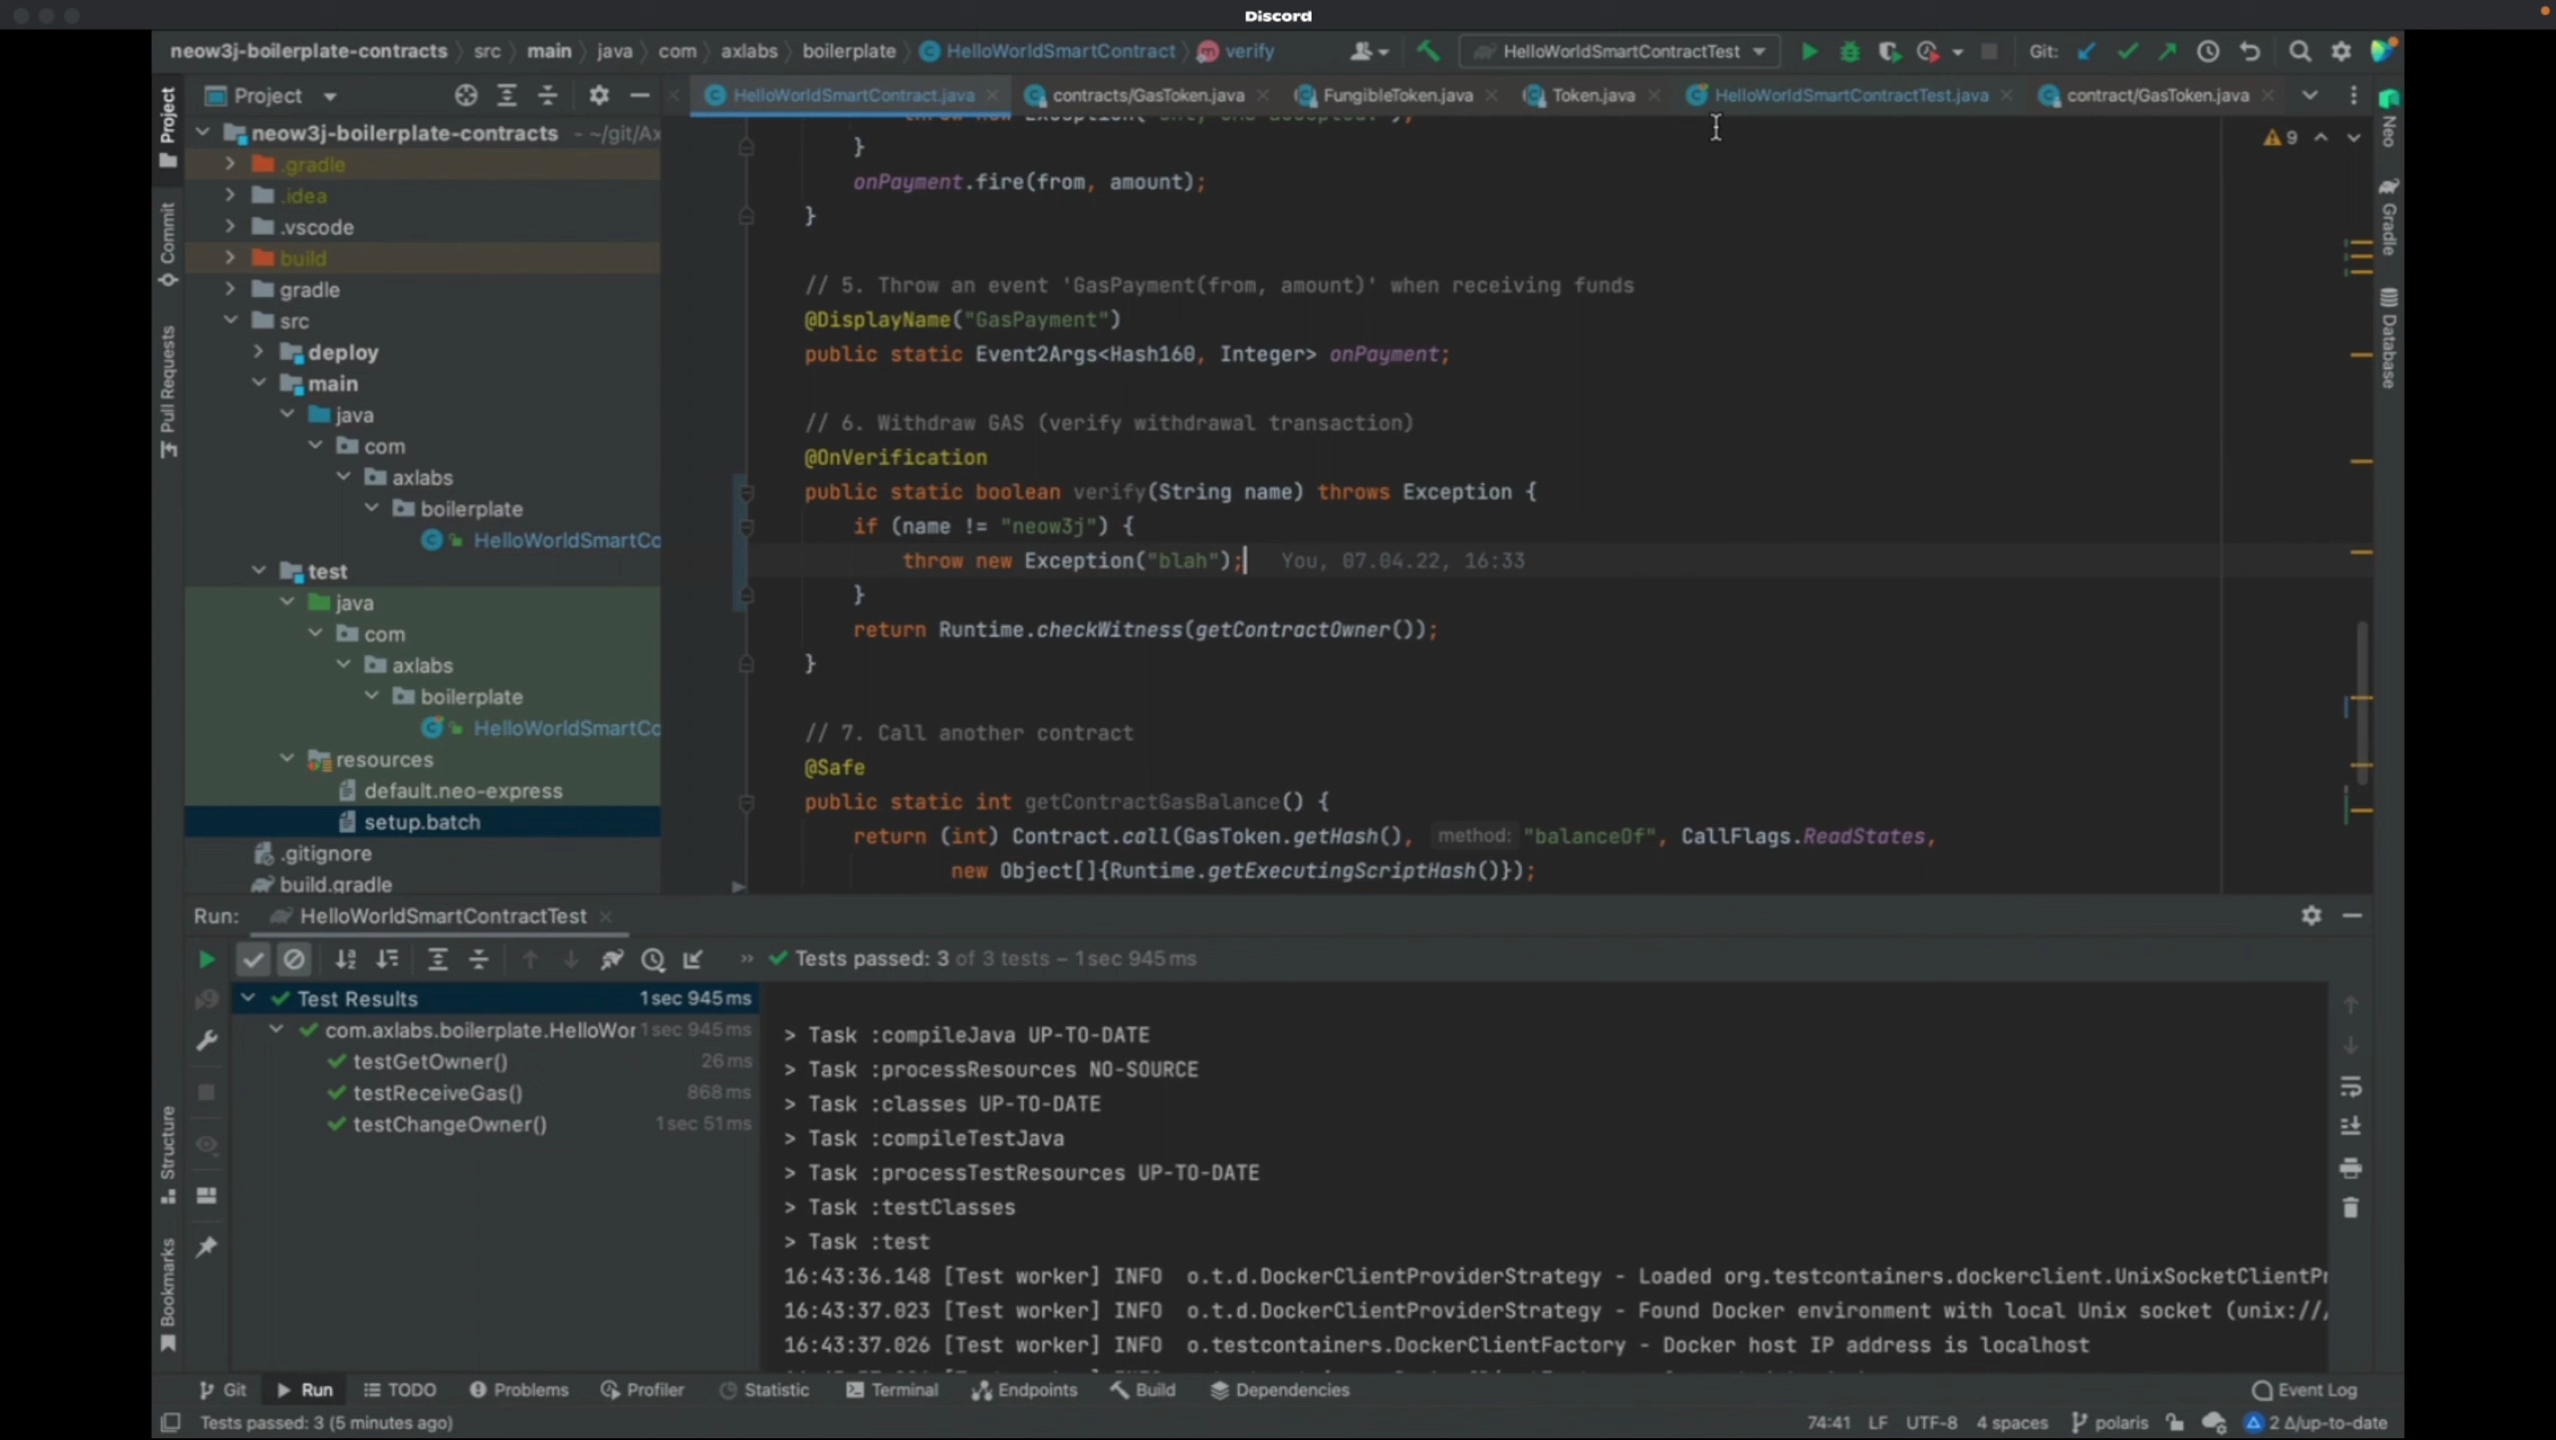 Discord
neow3j-boilerplate-contracts src main java com axlabs boilerplate HelloWorldSmartContract verify HelloWorldSmartContractTest Git:
Project
HelloWorldSmartContract.java contracts/GasToken.java FungibleToken.java Token.java HelloWorldSmartContractTest.java contract/GasToken.java
Project
Commit
Pull Requests
neow3j-boilerplate-contracts - ~/git/Ax
.gradle
.idea
.vscode
build
gradle
src
deploy
main
java
com
axlabs
boilerplate
HelloWorldSmartCo
test
java
com
axlabs
boilerplate
HelloWorldSmartCo
resources
default.neo-express
setup.batch
.gitignore
build.gradle
9
}
onPayment.fire(from, amount);
}
// 5. Throw an event 'GasPayment(from, amount)' when receiving funds
@DisplayName("GasPayment")
public static Event2Args<Hash160, Integer> onPayment;
// 6. Withdraw GAS (verify withdrawal transaction)
@OnVerification
public static boolean verify(String name) throws Exception {
if (name != "neow3j") {
throw new Exception("blah"); You, 07.04.22, 16:33
}
return Runtime.checkWitness(getContractOwner());
}
// 7. Call another contract
@Safe
public static int getContractGasBalance() {
return (int) Contract.call(GasToken.getHash(), method: "balanceOf", CallFlags.ReadStates,
new Object[]{Runtime.getExecutingScriptHash()});
Neo
Gradle
Database
Run: HelloWorldSmartContractTest
Tests passed: 3 of 3 tests – 1 sec 945 ms
Test Results 1 sec 945 ms
com.axlabs.boilerplate.HelloWor 1 sec 945 ms
testGetOwner() 26 ms
testReceiveGas() 868 ms
testChangeOwner() 1 sec 51 ms
> Task :compileJava UP-TO-DATE
> Task :processResources NO-SOURCE
> Task :classes UP-TO-DATE
> Task :compileTestJava
> Task :processTestResources UP-TO-DATE
> Task :testClasses
> Task :test
16:43:36.148 [Test worker] INFO o.t.d.DockerClientProviderStrategy - Loaded org.testcontainers.dockerclient.UnixSocketClientPr
16:43:37.023 [Test worker] INFO o.t.d.DockerClientProviderStrategy - Found Docker environment with local Unix socket (unix://
16:43:37.026 [Test worker] INFO o.testcontainers.DockerClientFactory - Docker host IP address is localhost
Structure
Bookmarks
Git Run TODO Problems Profiler Statistic Terminal Endpoints Build Dependencies Event Log
Tests passed: 3 (5 minutes ago) 74:41 LF UTF-8 4 spaces polaris 2 Δ/up-to-date